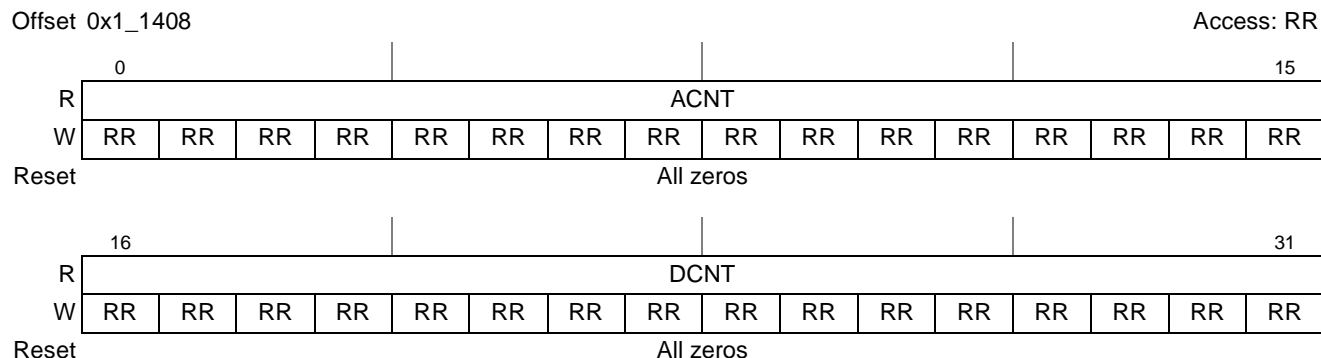 Offset 0x1_1408 Access: RR
0 15
R ACNT
W RR RR RR RR RR RR RR RR RR RR RR RR RR RR RR RR
Reset All zeros
16 31
R DCNT
W RR RR RR RR RR RR RR RR RR RR RR RR RR RR RR RR
Reset All zeros